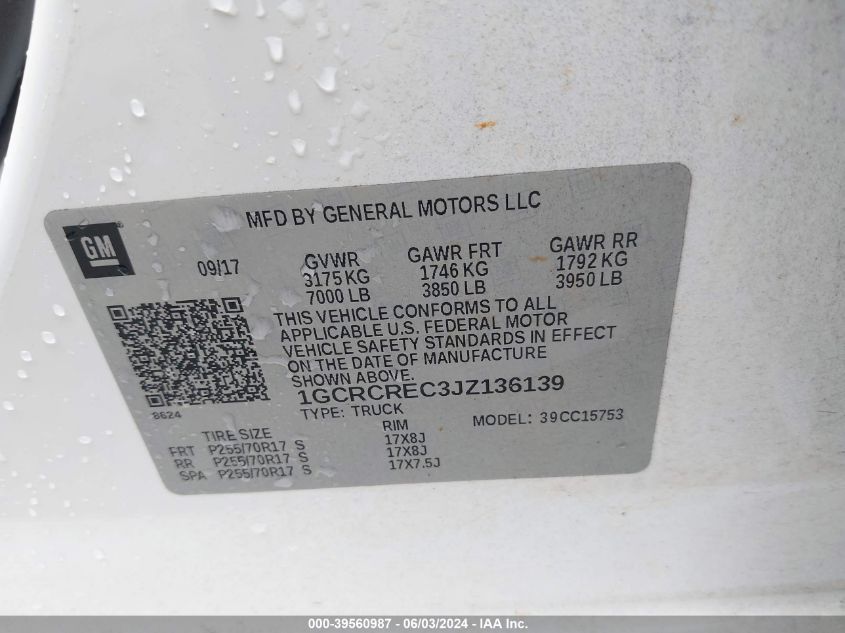 MFD BY GENERAL MOTORS LLC
GM
09/17 GVWR GAWR FRT GAWR RR
3175 KG 1746 KG 1792 KG
7000 LB 3850 LB 3950 LB
THIS VEHICLE CONFORMS TO ALL
APPLICABLE U.S. FEDERAL MOTOR
VEHICLE SAFETY STANDARDS IN EFFECT
ON THE DATE OF MANUFACTURE
SHOWN ABOVE.
1GCRCREC3JZ136139
8624
TYPE: TRUCK MODEL: 39CC15753
TIRE SIZE RIM
FRT P255/70R17 S 17X8J
RR P255/70R17 S 17X8J
SPA P255/70R17 S 17X7.5J
000-39560987 - 06/03/2024 - IAA Inc.